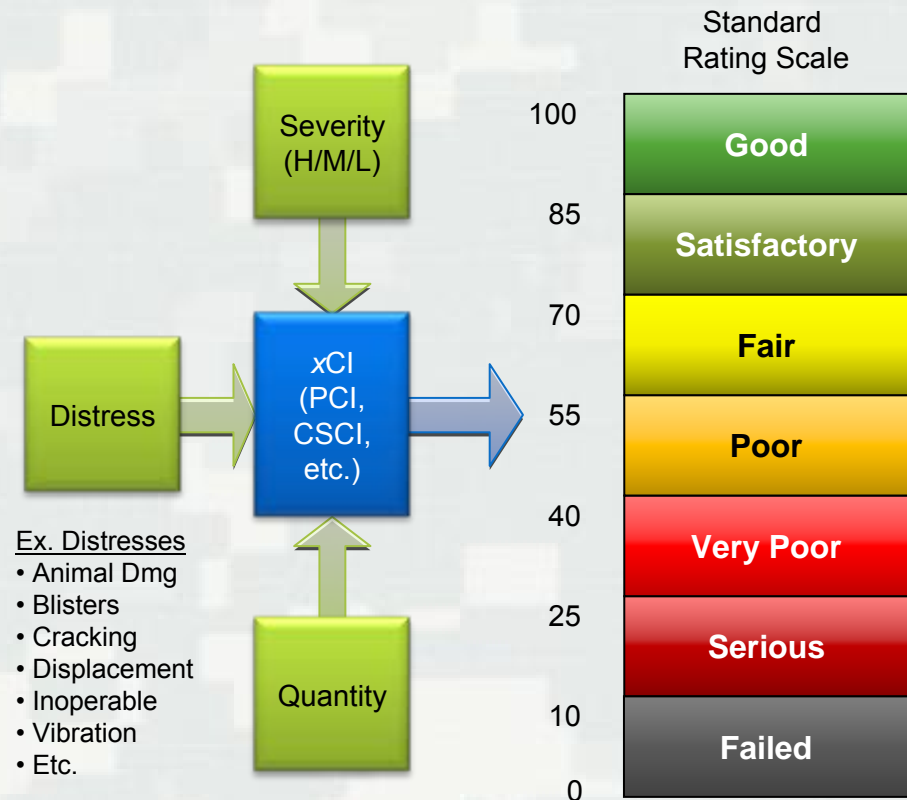 Standard
Rating Scale
Severity
(H/M/L)
Distress
xCI
(PCI,
CSCI,
etc.)
Quantity
Ex. Distresses
• Animal Dmg
• Blisters
• Cracking
• Displacement
• Inoperable
• Vibration
• Etc.
100
Good
85
Satisfactory
70
Fair
55
Poor
40
Very Poor
25
Serious
10
Failed
0